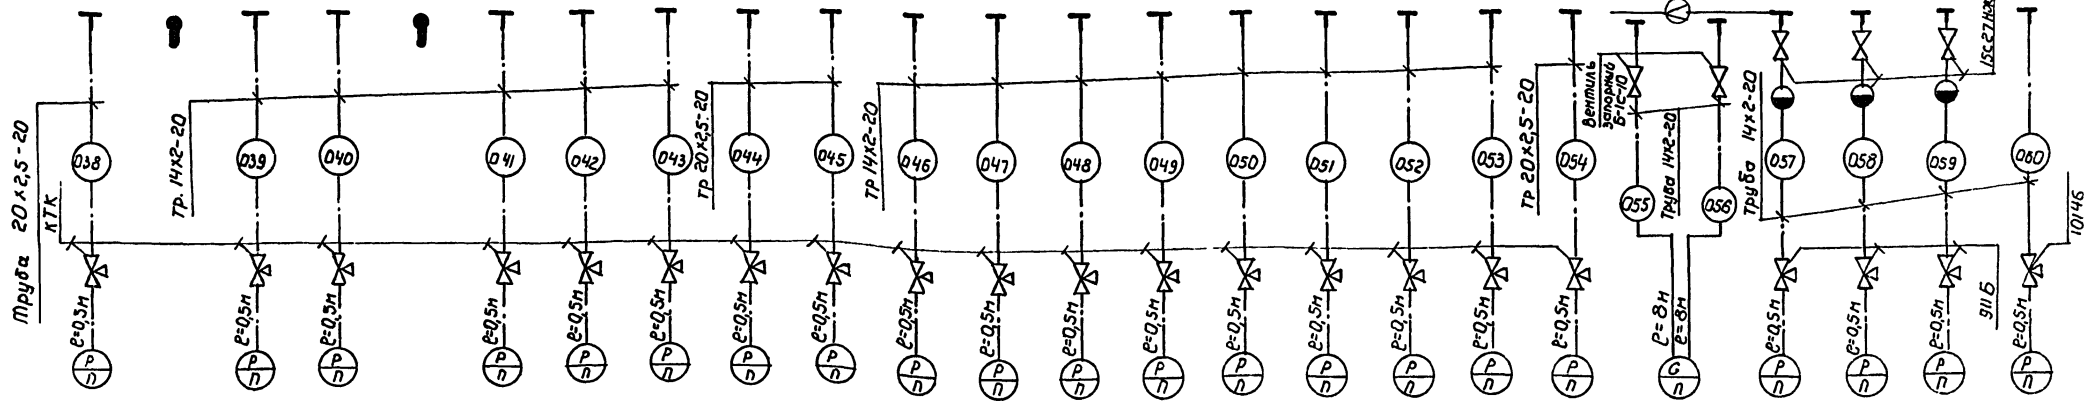 Труба 20×2,5-20
КТК
038
ℓ=0,5м
P
П
тр. 14×2-20
039
ℓ=0,5м
P
П
040
ℓ=0,5м
P
П
041
ℓ=0,5м
P
П
042
ℓ=0,5м
P
П
043
ℓ=0,5м
P
П
тр 20×2,5-20
044
ℓ=0,5м
P
П
045
ℓ=0,5м
P
П
тр 14×2-20
046
ℓ=0,5м
P
П
047
ℓ=0,5м
P
П
048
ℓ=0,5м
P
П
049
ℓ=0,5м
P
П
050
ℓ=0,5м
P
П
051
ℓ=0,5м
P
П
052
ℓ=0,5м
P
П
053
ℓ=0,5м
P
П
тр 20×2,5-20
054
ℓ=0,5м
P
П
Вентиль
запорный
В-1С-10
055
Труба 14×2-20
056
ℓ=8м
ℓ=8м
G
П
Труба 14×2-20
057
ℓ=0,5м
P
П
058
ℓ=0,5м
P
П
059
ℓ=0,5м
P
П
15с27нж
911Б
060
10146
ℓ=0,5м
P
П